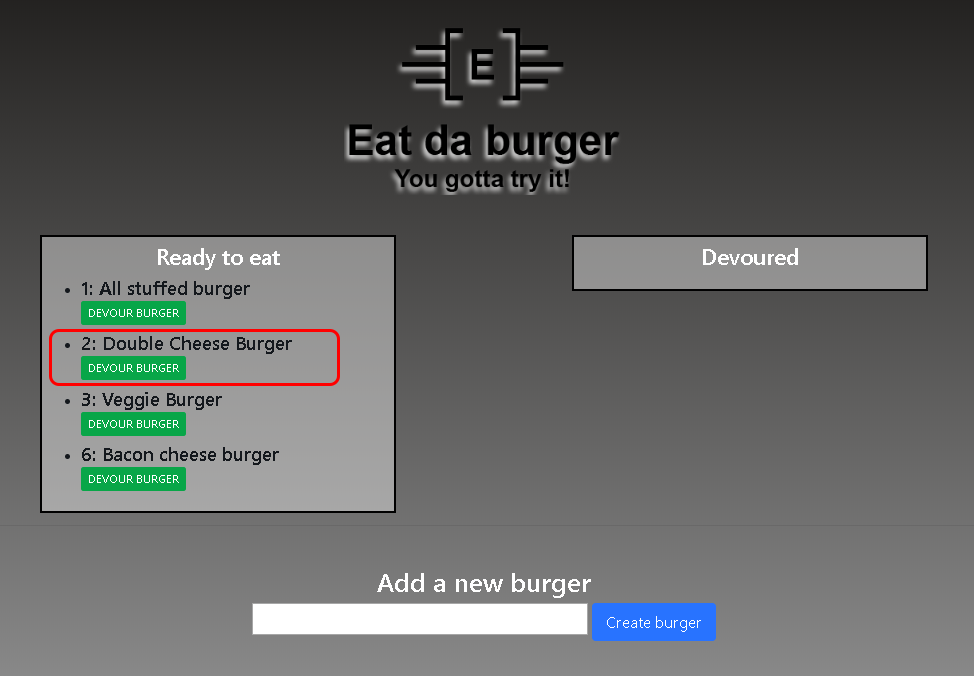 [E]
Eat da burger
You gotta try it!
Ready to eat
1: All stuffed burger
DEVOUR BURGER
2: Double Cheese Burger
DEVOUR BURGER
3: Veggie Burger
DEVOUR BURGER
6: Bacon cheese burger
DEVOUR BURGER
Devoured
Add a new burger
Create burger